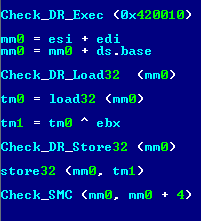 Check_DR_Exec (0x420010)
mm0 = esi + edi
mm0 = mm0 + ds.base
Check_DR_Load32  (mm0)
tm0 = load32 (mm0)
tm1 = tm0 ^ ebx
Check_DR_Store32 (mm0)
store32 (mm0, tm1)
Check_SMC (mm0, mm0 + 4)